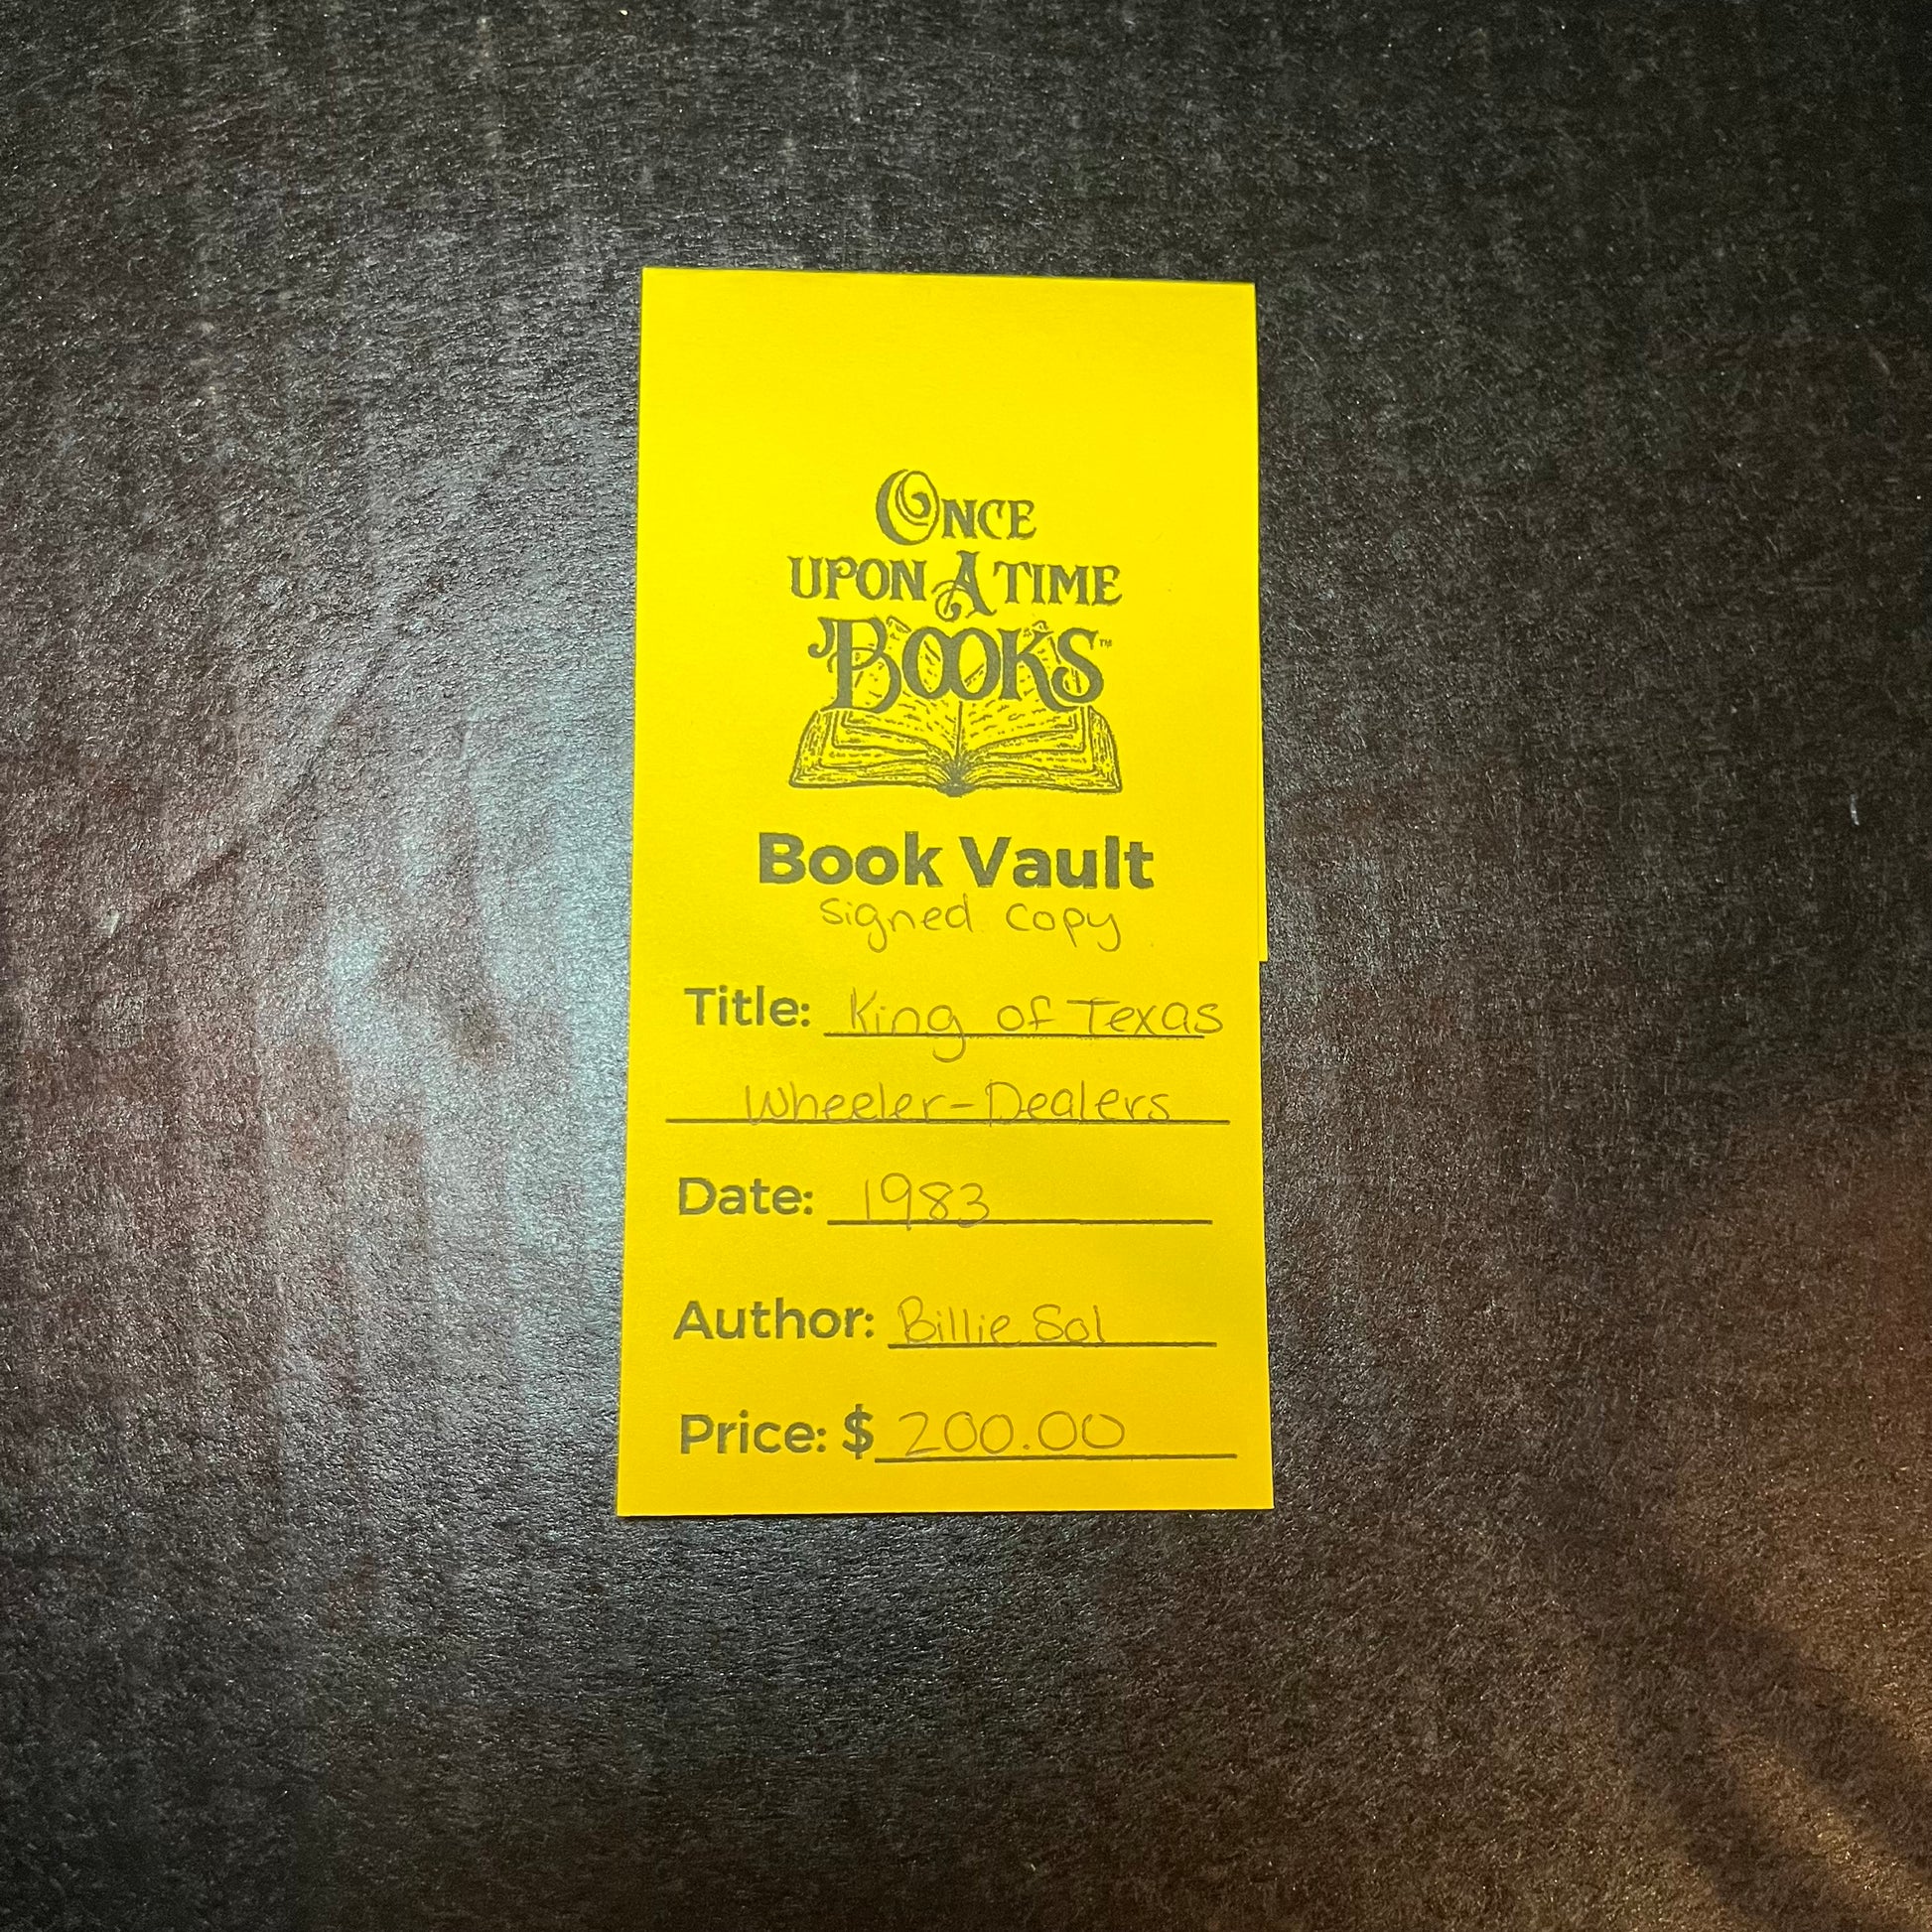 ONCE
UPON A TIME
BOOKS™
Book Vault
signed copy
Title: King of Texas
Wheeler-Dealers
Date: 1983
Author: Billie Sol
Price: $ 200.00